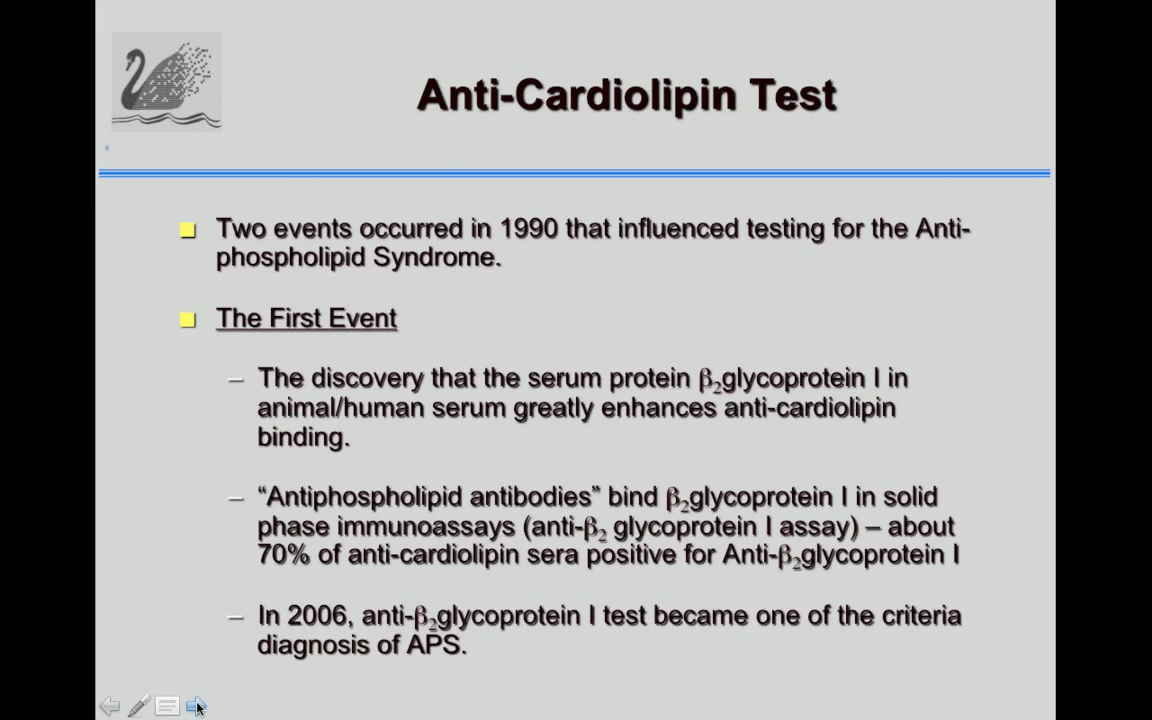 Anti-Cardiolipin Test
s
Two events occurred in 1990 that influenced testing for the Anti-
phospholipid Syndrome.
The First Event
– The discovery that the serum protein β₂glycoprotein I in
animal/human serum greatly enhances anti-cardiolipin
binding.
– “Antiphospholipid antibodies” bind β₂glycoprotein I in solid
phase immunoassays (anti-β₂ glycoprotein I assay) – about
70% of anti-cardiolipin sera positive for Anti-β₂glycoprotein I
– In 2006, anti-β₂glycoprotein I test became one of the criteria
diagnosis of APS.